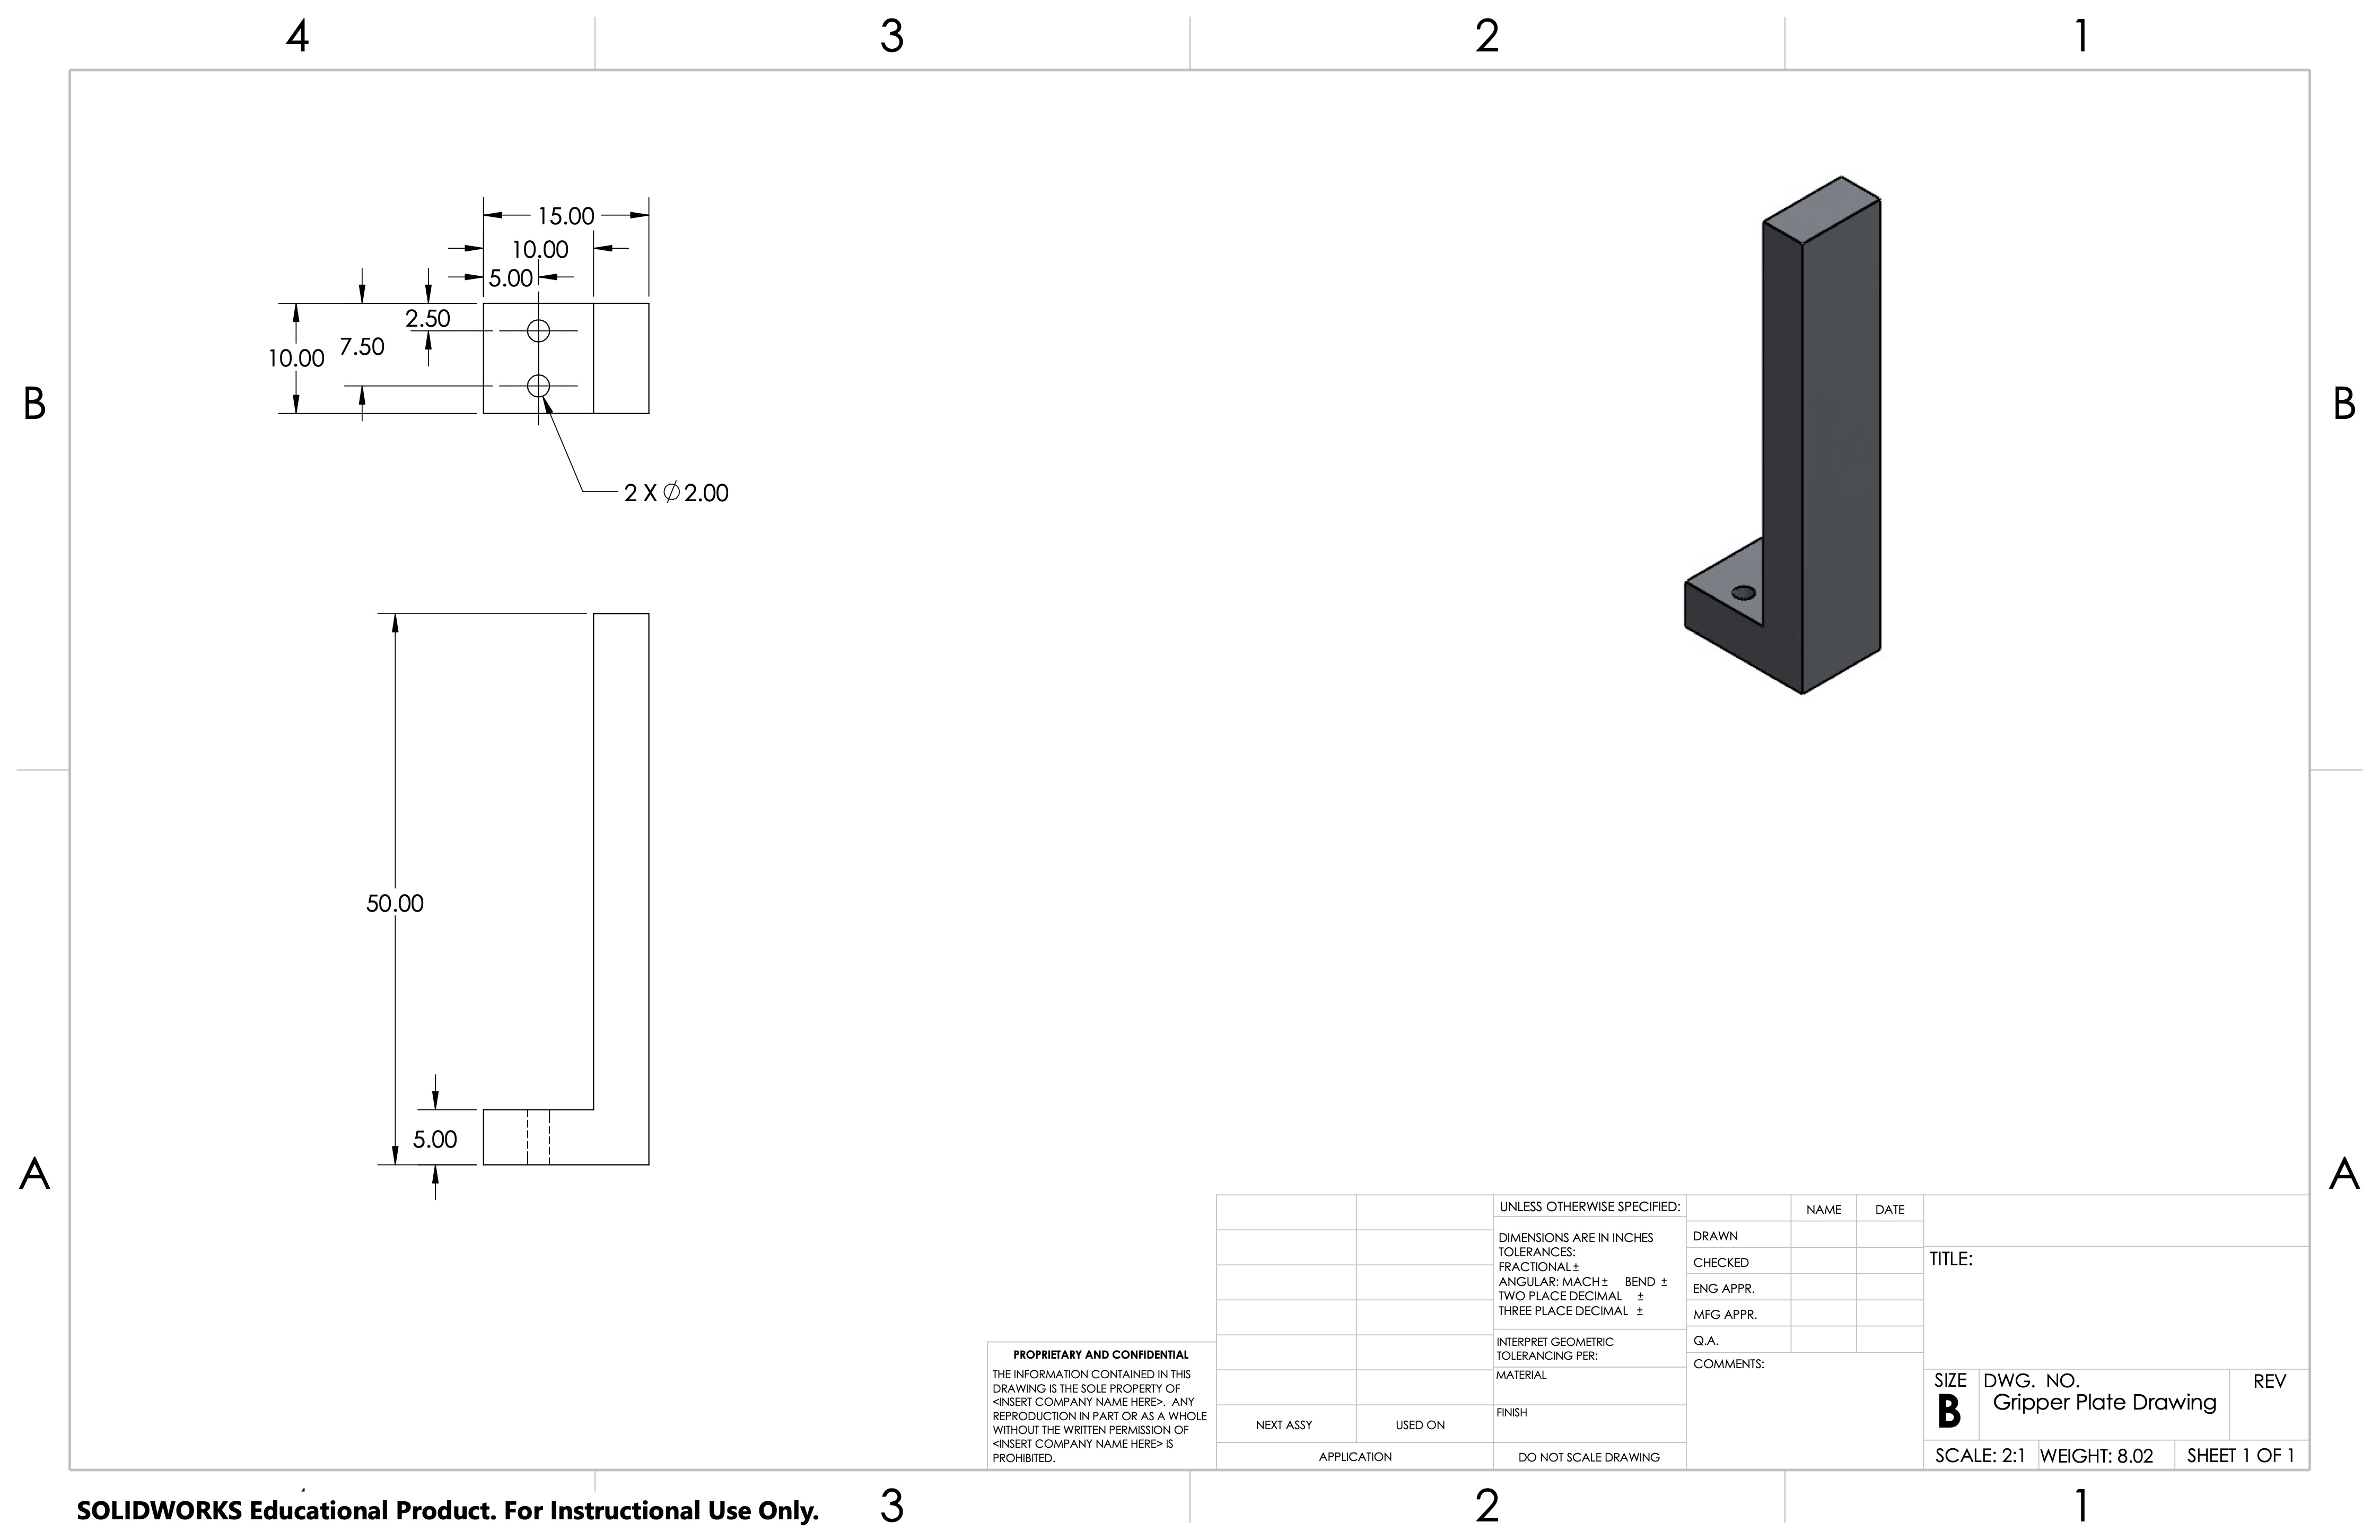 4 3 2 1
15.00
10.00
5.00
2.50
7.50
10.00
B B
2 X ∅ 2.00
50.00
5.00
A A
UNLESS OTHERWISE SPECIFIED:
DIMENSIONS ARE IN INCHES
TOLERANCES:
FRACTIONAL ±
ANGULAR: MACH ± BEND ±
TWO PLACE DECIMAL ±
THREE PLACE DECIMAL ±
INTERPRET GEOMETRIC
TOLERANCING PER:
MATERIAL
FINISH
DO NOT SCALE DRAWING
NAME DATE
DRAWN
CHECKED
ENG APPR.
MFG APPR.
Q.A.
COMMENTS:
TITLE:
SIZE DWG. NO. REV
B Gripper Plate Drawing
SCALE: 2:1 WEIGHT: 8.02 SHEET 1 OF 1
PROPRIETARY AND CONFIDENTIAL
THE INFORMATION CONTAINED IN THIS
DRAWING IS THE SOLE PROPERTY OF
<INSERT COMPANY NAME HERE>. ANY
REPRODUCTION IN PART OR AS A WHOLE
WITHOUT THE WRITTEN PERMISSION OF
<INSERT COMPANY NAME HERE> IS
PROHIBITED.
NEXT ASSY USED ON
APPLICATION
SOLIDWORKS Educational Product. For Instructional Use Only.
3 2 1